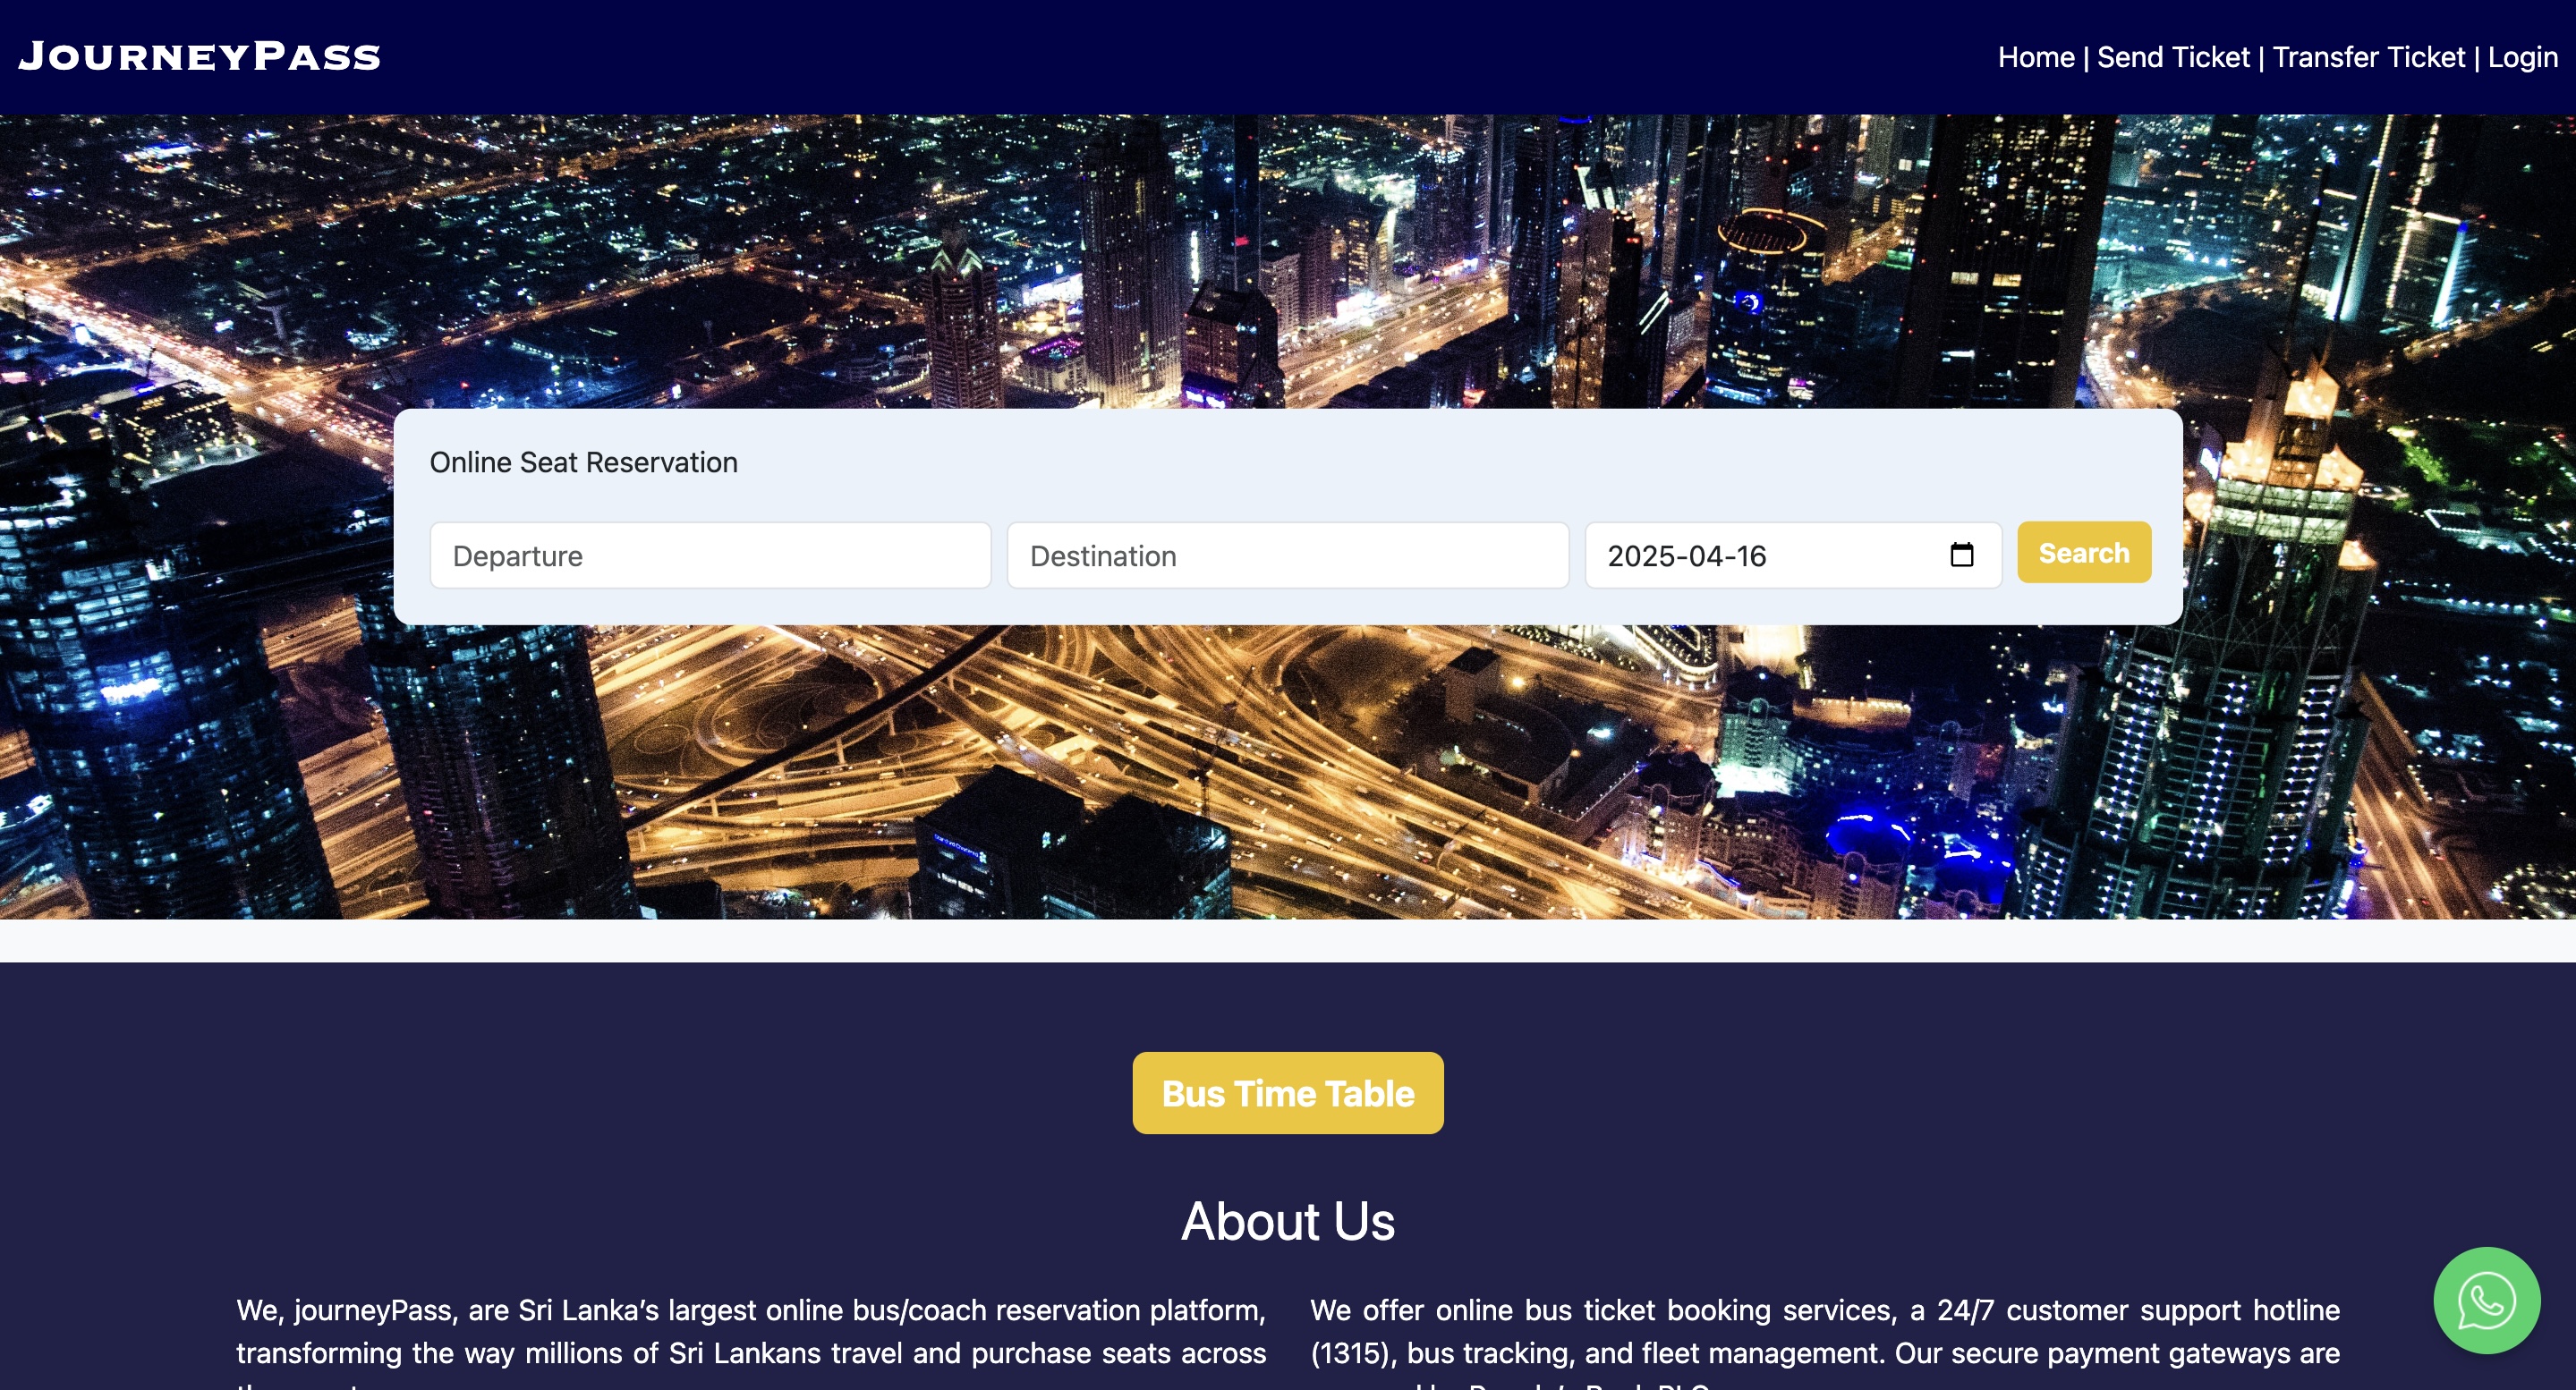 JourneyPass
Home | Send Ticket | Transfer Ticket | Login
Online Seat Reservation
Departure
Destination
2025-04-16
Search
Bus Time Table
About Us
We, journeyPass, are Sri Lanka’s largest online bus/coach reservation platform,
transforming the way millions of Sri Lankans travel and purchase seats across
We offer online bus ticket booking services, a 24/7 customer support hotline
(1315), bus tracking, and fleet management. Our secure payment gateways are